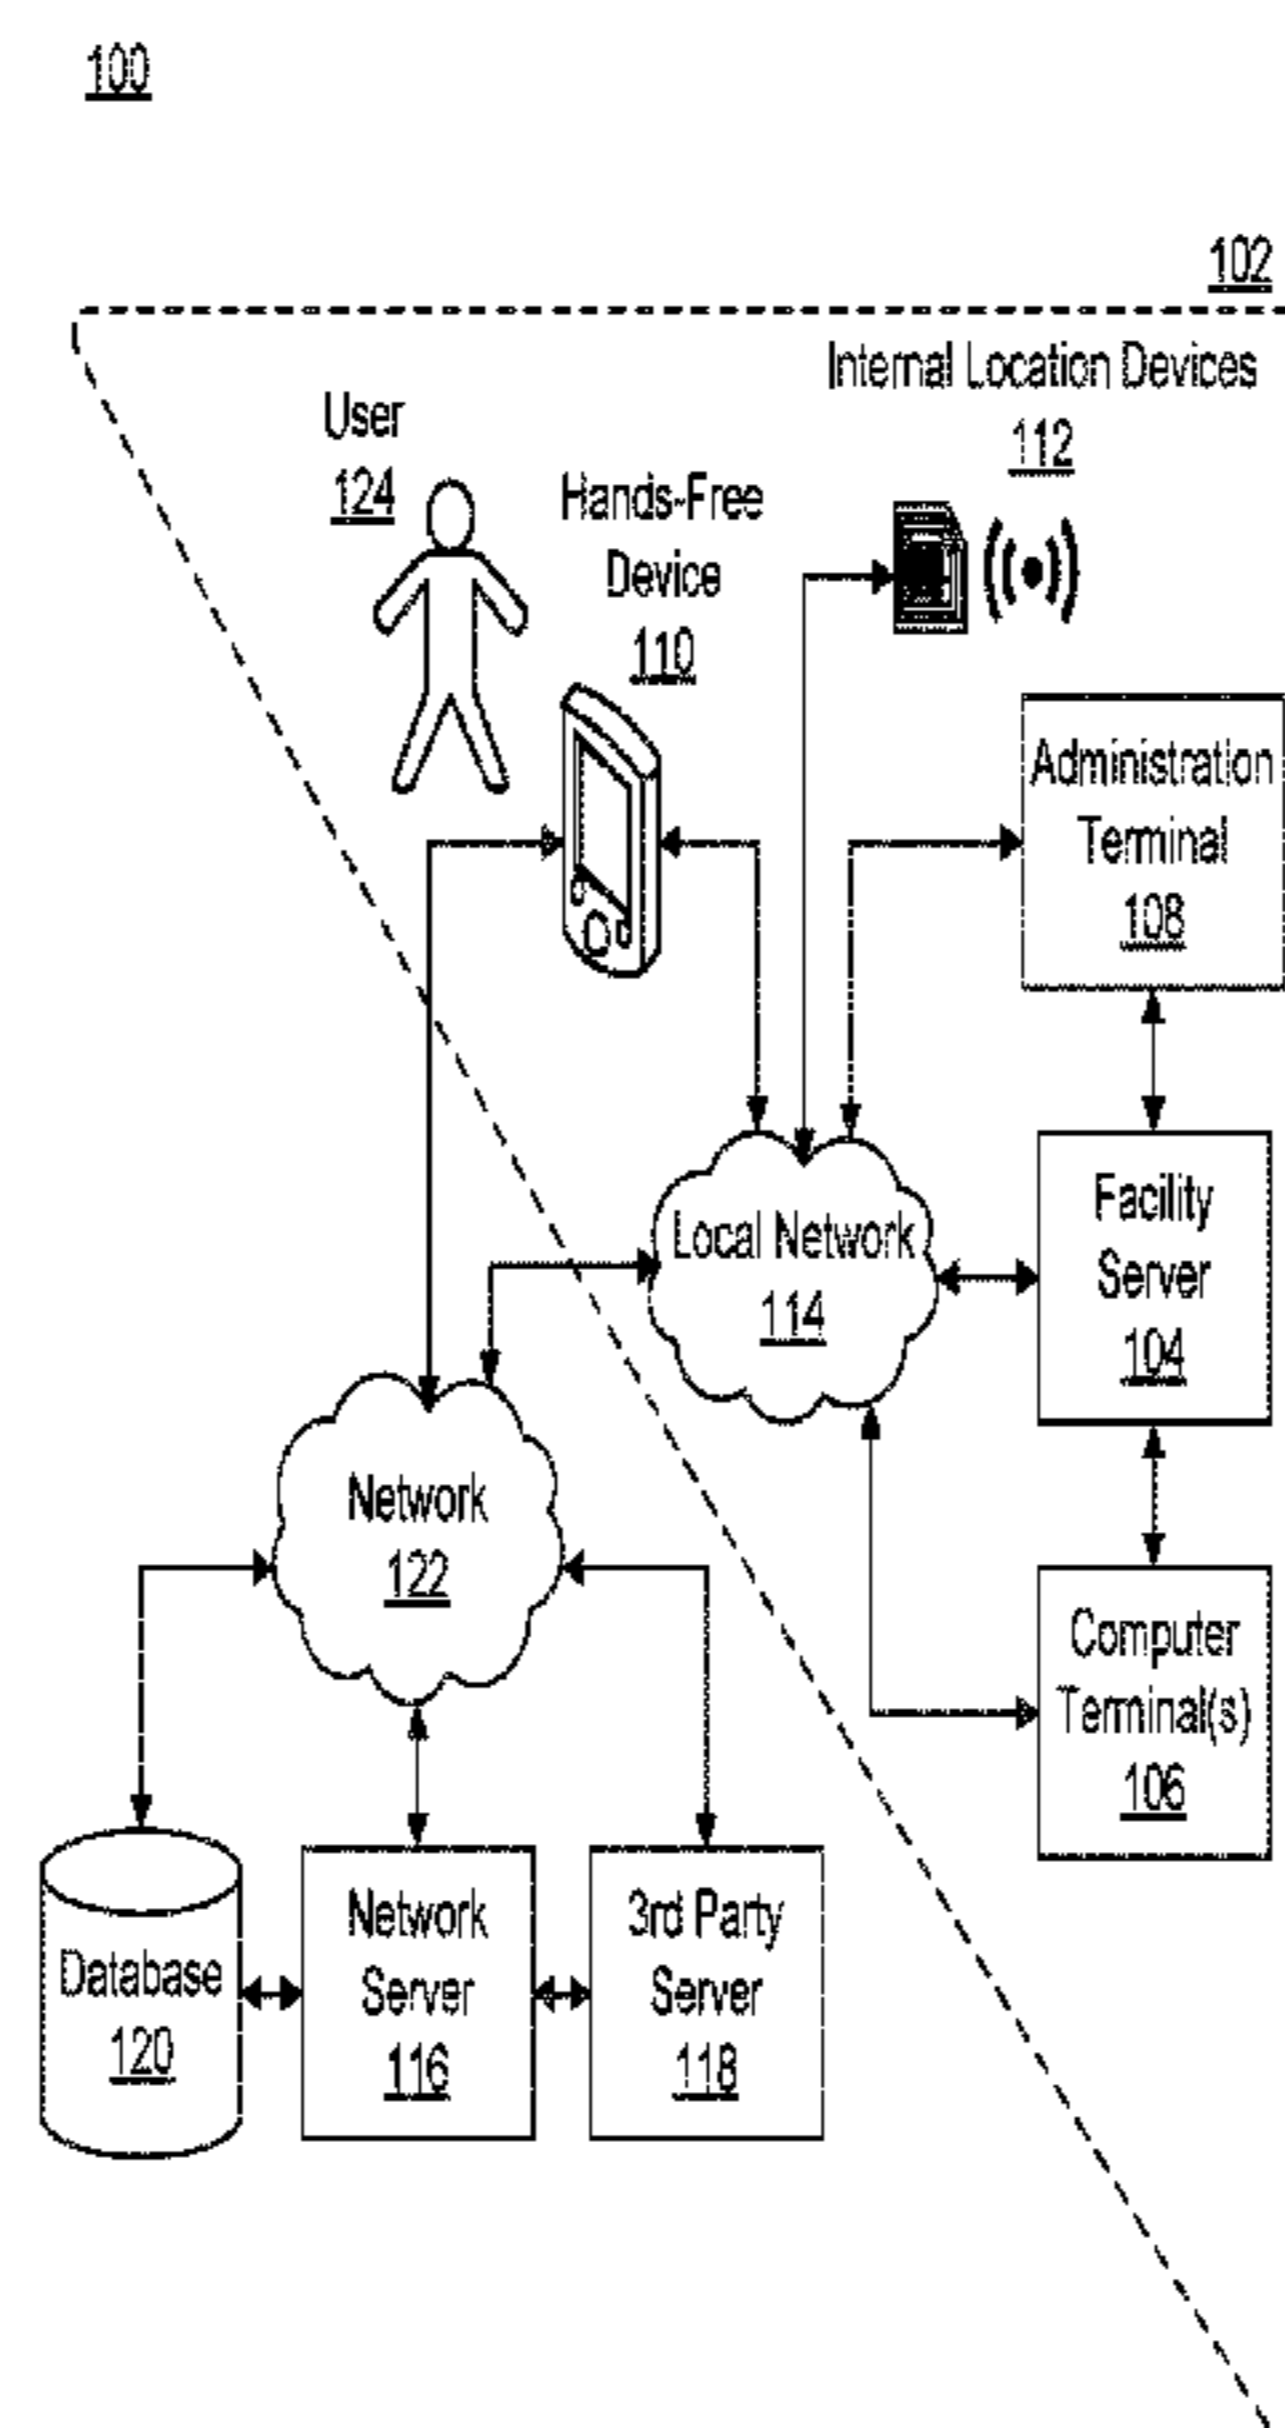 100
102
Internal Location Devices
112
User
124
Hands-Free
Device
110
Administration
Terminal
108
Local Network
114
Facility
Server
104
Network
122
Computer
Terminal(s)
106
Database
120
Network
Server
116
3rd Party
Server
118